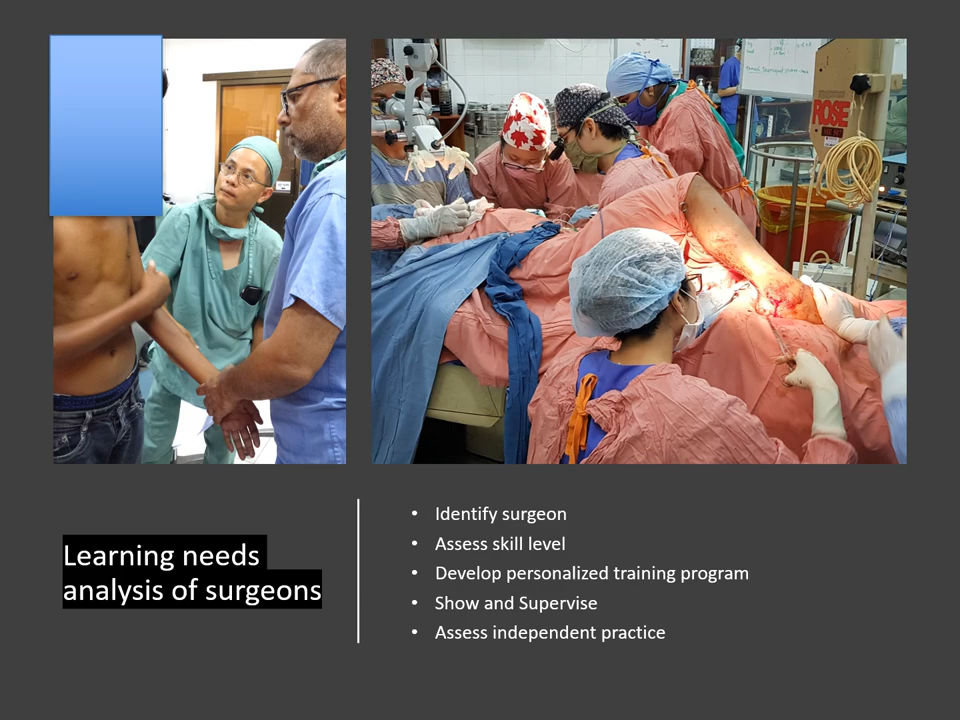 ROSE
Learning needs
analysis of surgeons
• Identify surgeon
• Assess skill level
• Develop personalized training program
• Show and Supervise
• Assess independent practice